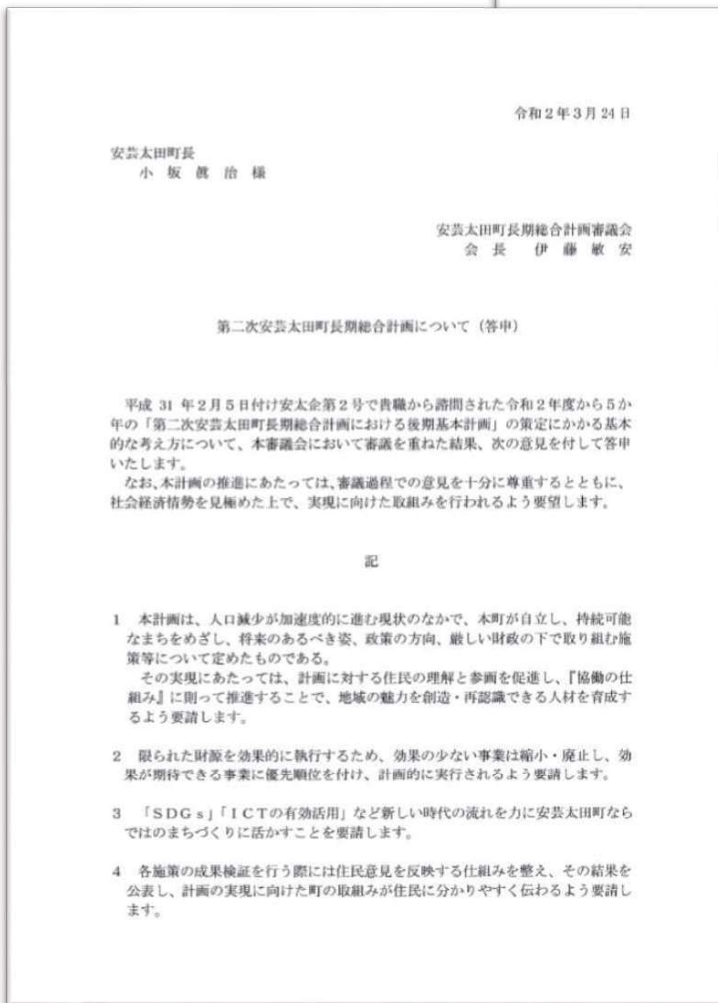 令和２年３月 24 日
安芸太田町長
小 坂 眞 治 様
安芸太田町長期総合計画審議会
会 長 伊 藤 敏 安
第二次安芸太田町長期総合計画について（答申）
平成 31 年２月５日付け安太企第２号で貴職から諮問された令和２年度から５か
年の「第二次安芸太田町長期総合計画における後期基本計画」の策定にかかる基本
的な考え方について、本審議会において審議を重ねた結果、次の意見を付して答申
いたします。
なお、本計画の推進にあたっては、審議過程での意見を十分に尊重するとともに、
社会経済情勢を見極めた上で、実現に向けた取組みを行われるよう要望します。
記
１ 本計画は、人口減少が加速度的に進む現状のなかで、本町が自立し、持続可能
なまちをめざし、将来のあるべき姿、政策の方向、厳しい財政の下で取り組む施
策等について定めたものである。
その実現にあたっては、計画に対する住民の理解と参画を促進し、『協働の仕
組み』に則って推進することで、地域の魅力を創造・再認識できる人材を育成す
るよう要請します。
２ 限られた財源を効果的に執行するため、効果の少ない事業は縮小・廃止し、効
果が期待できる事業に優先順位を付け、計画的に実行されるよう要請します。
３ 「ＳＤＧｓ」「ＩＣＴの有効活用」など新しい時代の流れを力に安芸太田町なら
ではのまちづくりに活かすことを要請します。
４ 各施策の成果検証を行う際には住民意見を反映する仕組みを整え、その結果を
公表し、計画の実現に向けた町の取組みが住民に分かりやすく伝わるよう要請し
ます。